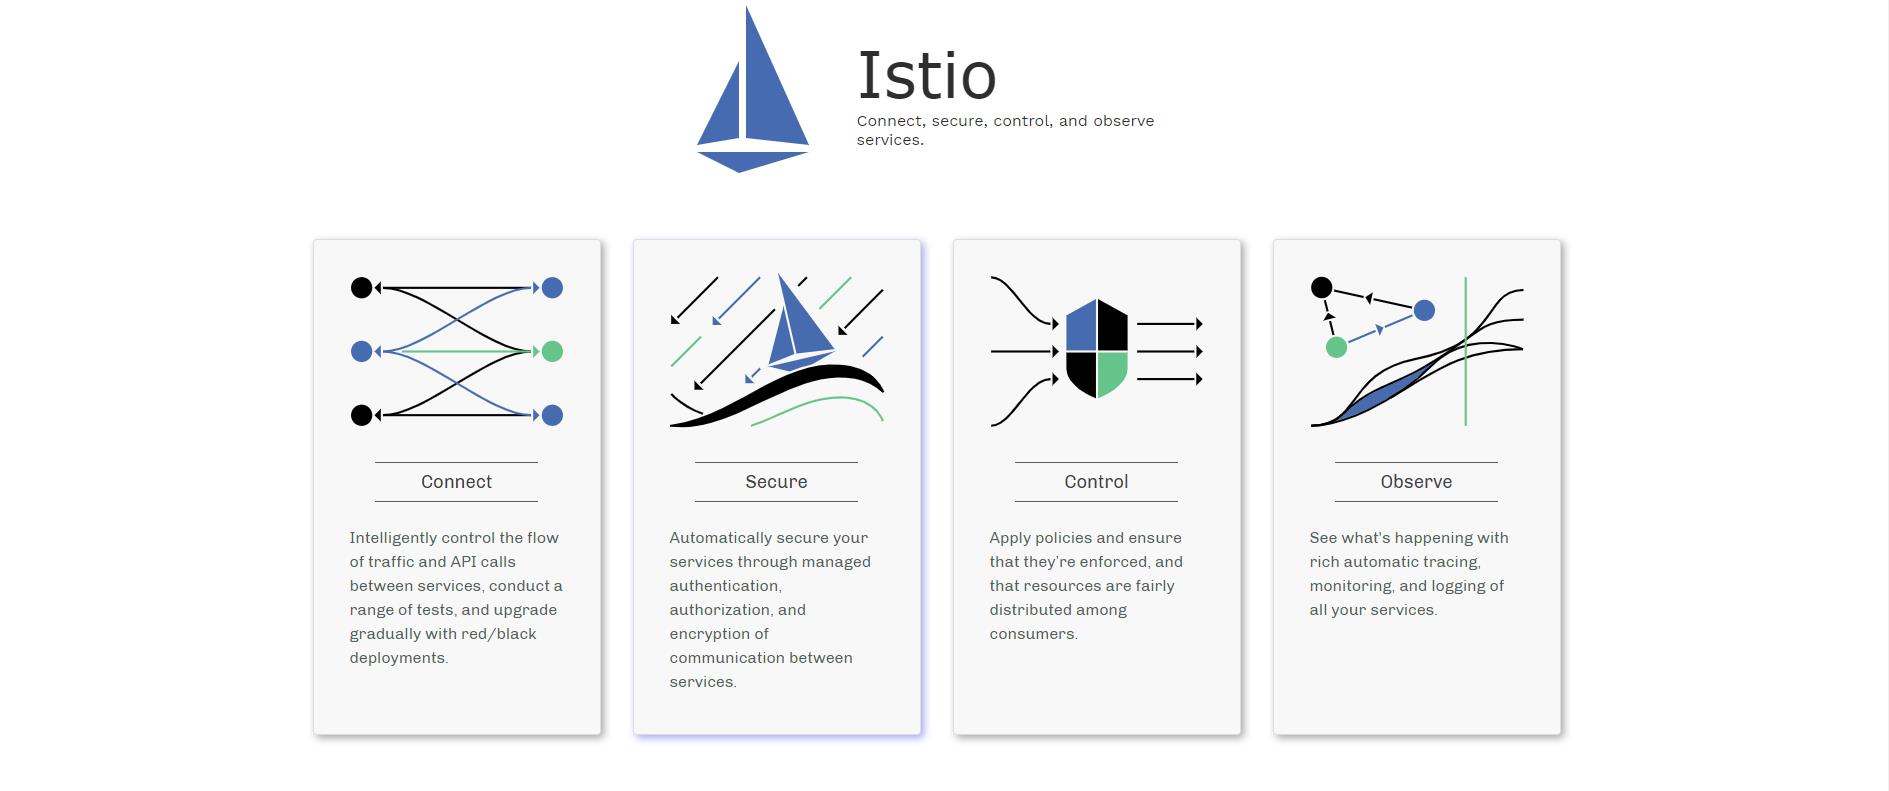 Istio
Connect, secure, control, and observe
services.
Connect
Intelligently control the flow
of traffic and API calls
between services, conduct a
range of tests, and upgrade
gradually with red/black
deployments.
Secure
Automatically secure your
services through managed
authentication,
authorization, and
encryption of
communication between
services.
Control
Apply policies and ensure
that they're enforced, and
that resources are fairly
distributed among
consumers.
Observe
See what's happening with
rich automatic tracing,
monitoring, and logging of
all your services.